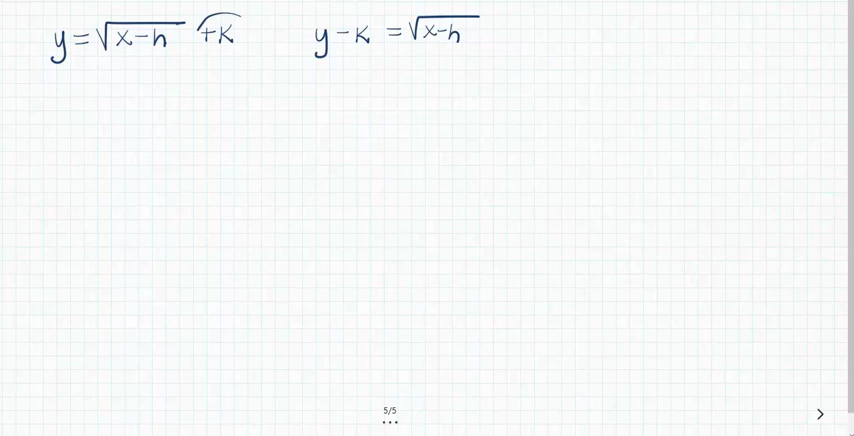 y = √x-h +k y-k = √x-h
5/5